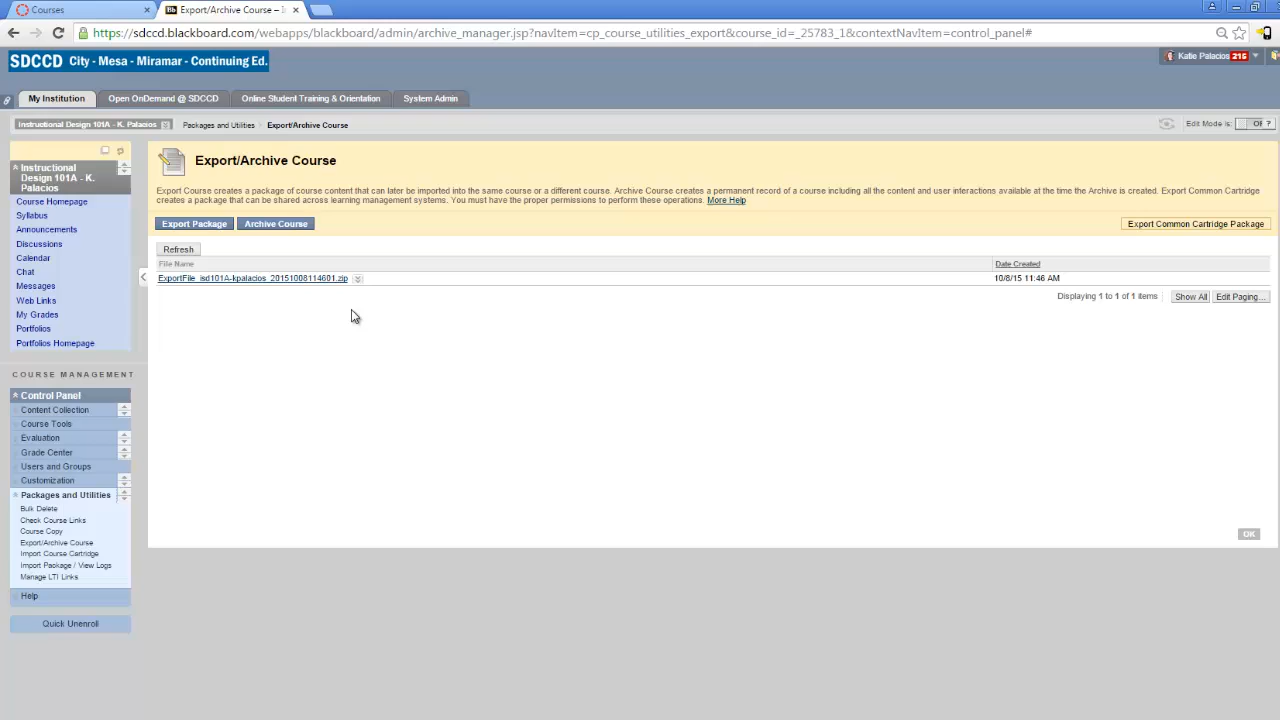 Courses
Export/Archive Course – I
https://sdccd.blackboard.com/webapps/blackboard/admin/archive_manager.jsp?navItem=cp_course_utilities_export&course_id=_25783_1&contextNavItem=control_panel#
SDCCD City - Mesa - Miramar - Continuing Ed.
Katie Palacios 215
My Institution Open OnDemand @ SDCCD Online Student Training & Orientation System Admin
Instructional Design 101A - K. Palacios Packages and Utilities Export/Archive Course Edit Mode is: ?
Instructional Design 101A - K. Palacios
Course Homepage
Syllabus
Announcements
Discussions
Calendar
Chat
Messages
Web Links
My Grades
Portfolios
Portfolios Homepage
COURSE MANAGEMENT
Control Panel
Content Collection
Course Tools
Evaluation
Grade Center
Users and Groups
Customization
Packages and Utilities
Bulk Delete
Check Course Links
Course Copy
Export/Archive Course
Import Course Cartridge
Import Package / View Logs
Manage LTI Links
Help
Quick Unenroll
Export/Archive Course
Export Course creates a package of course content that can later be imported into the same course or a different course. Archive Course creates a permanent record of a course including all the content and user interactions available at the time the Archive is created. Export Common Cartridge
creates a package that can be shared across learning management systems. You must have the proper permissions to perform these operations. More Help
Export Package Archive Course Export Common Cartridge Package
Refresh
File Name Date Created
ExportFile_isd101A-kpalacios_20151008114601.zip 10/8/15 11:46 AM
Displaying 1 to 1 of 1 items Show All Edit Paging...
OK